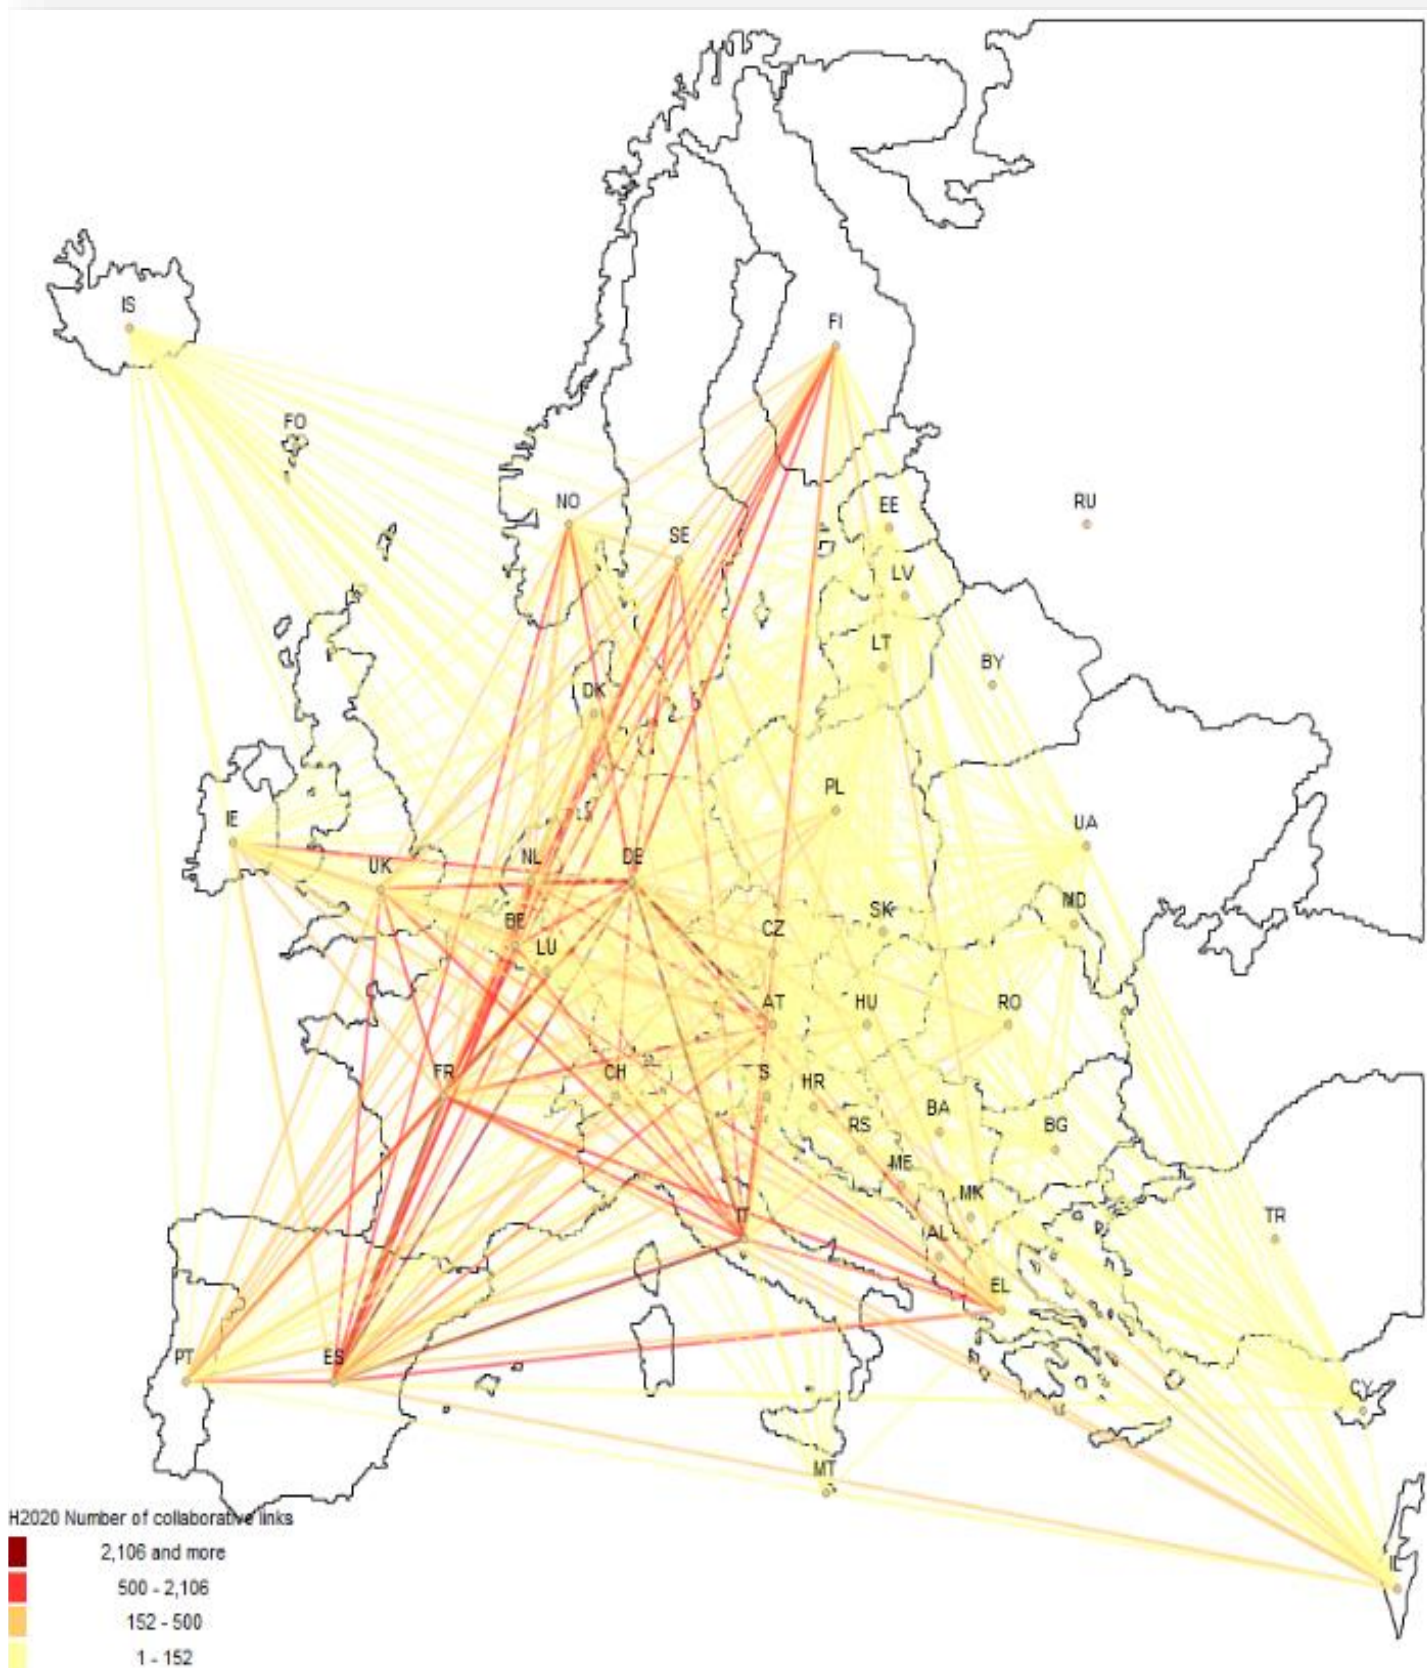 IS
FI
FO
NO
SE
EE
RU
LV
LT
BY
DK
PL
UA
IE
UK
NL
DE
BE
LU
CZ
SK
MD
AT
HU
RO
FR
CH
S
HR
RS
BA
BG
ME
MK
AL
IT
TR
EL
PT
ES
CY
MT
IL
H2020 Number of collaborative links
2,106 and more
500 - 2,106
152 - 500
1 - 152